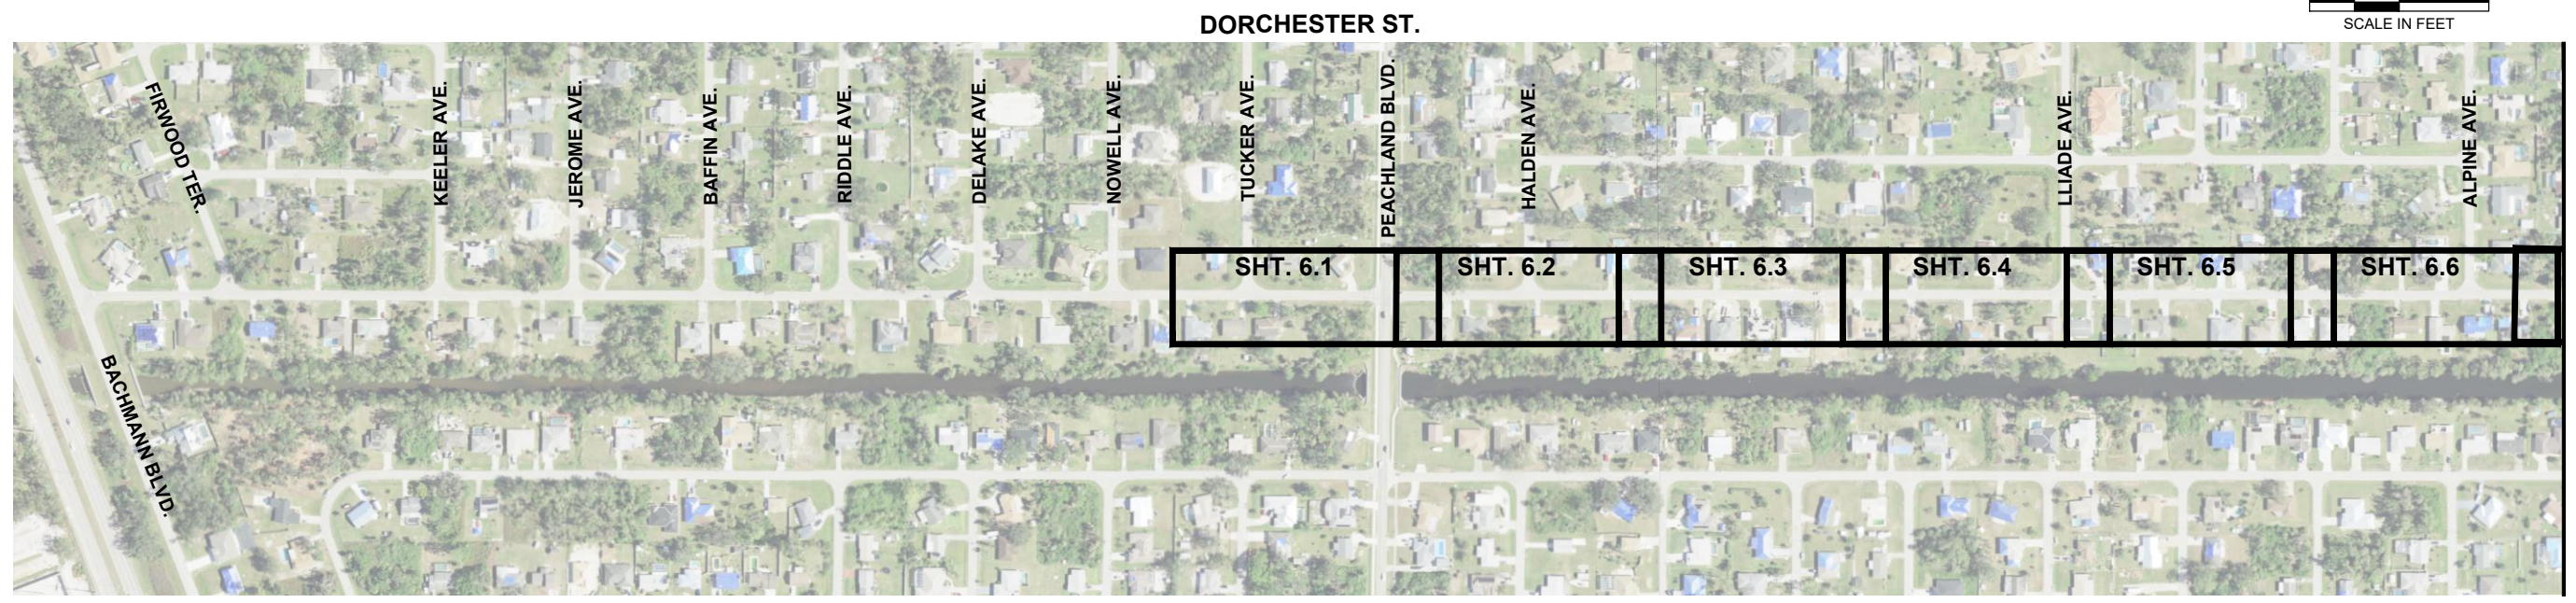 DORCHESTER ST.
SCALE IN FEET
FIRWOOD TER.
KEELER AVE.
JEROME AVE.
BAFFIN AVE.
RIDDLE AVE.
DELAKE AVE.
NOWELL AVE.
TUCKER AVE.
PEACHLAND BLVD.
HALDEN AVE.
LLIADE AVE.
ALPINE AVE.
SHT. 6.1
SHT. 6.2
SHT. 6.3
SHT. 6.4
SHT. 6.5
SHT. 6.6
BACHMANN BLVD.